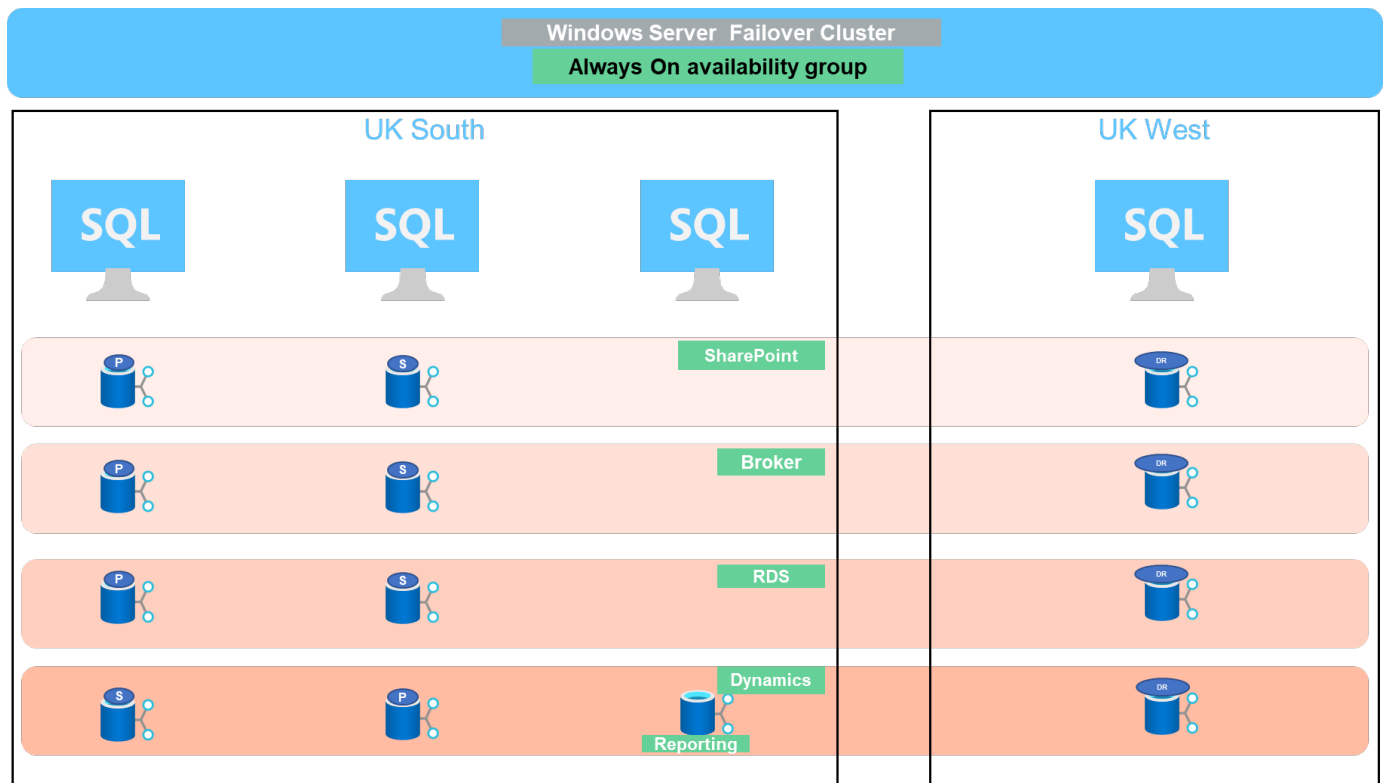 Windows Server Failover Cluster
Always On availability group
UK South
UK West
SQL
SQL
SQL
SQL
SharePoint
P
S
DR
Broker
P
S
DR
RDS
P
S
DR
Dynamics
S
P
DR
Reporting